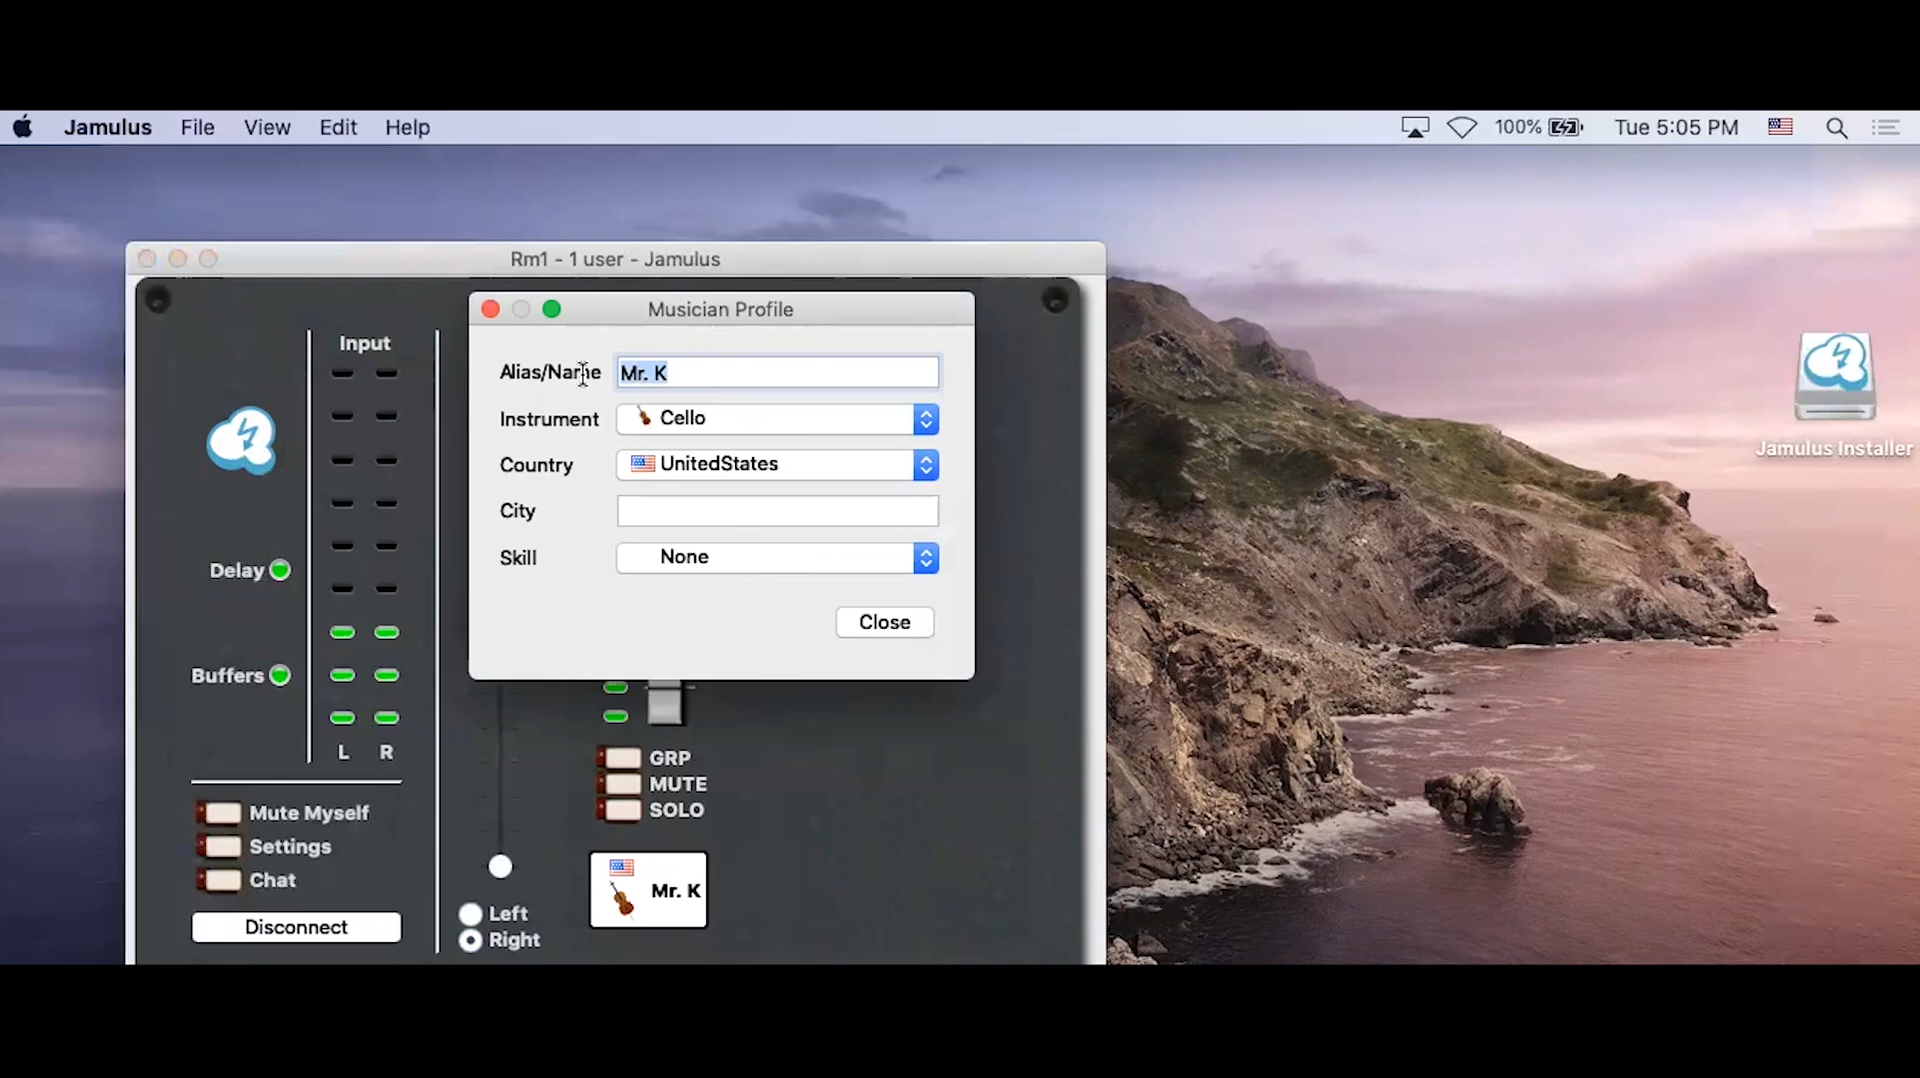 Jamulus File View Edit Help 100% Tue 5:05 PM
Rm1 - 1 user - Jamulus
Musician Profile
Input
Alias/Name Mr. K
Instrument Cello
Country UnitedStates
City
Skill None
Close
Delay
Buffers
L R
Mute Myself
Settings
Chat
Disconnect
Left
Right
GRP
MUTE
SOLO
Mr. K
Jamulus Installer